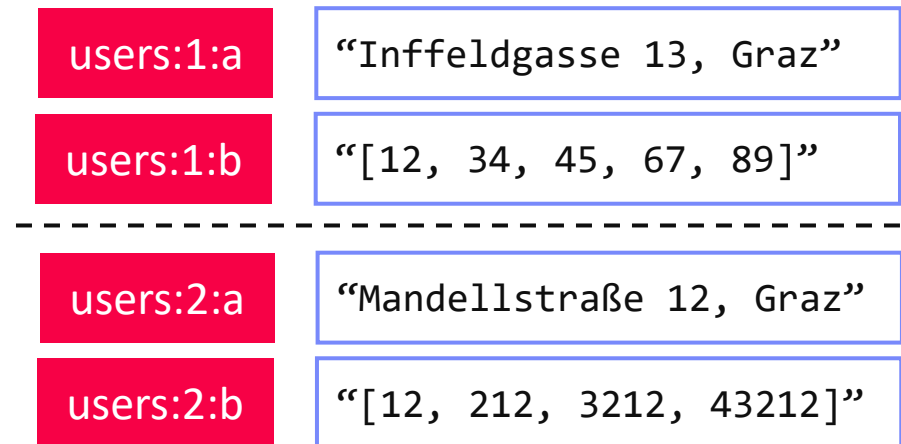 users:1:a “Inffeldgasse 13, Graz”
users:1:b “[12, 34, 45, 67, 89]”
users:2:a “Mandellstraße 12, Graz”
users:2:b “[12, 212, 3212, 43212]”